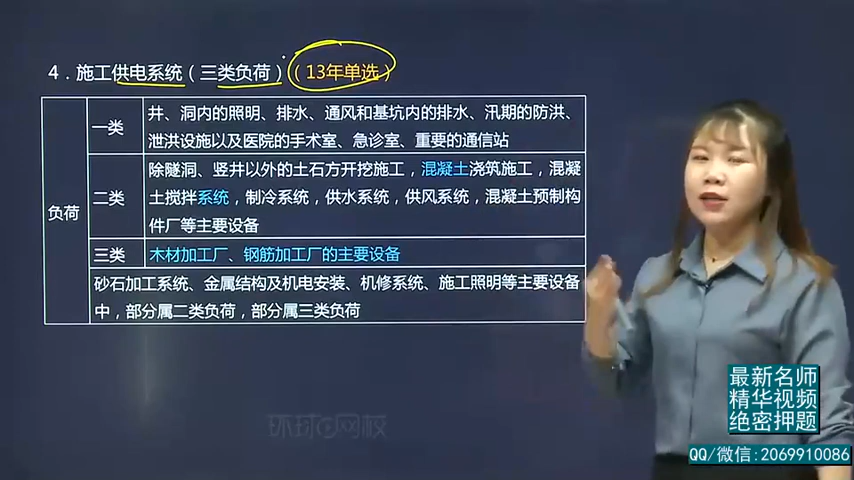 4．施工供电系统（三类负荷）（13年单选）
负荷
一类
井、洞内的照明、排水、通风和基坑内的排水、汛期的防洪、
泄洪设施以及医院的手术室、急诊室、重要的通信站
二类
除隧洞、竖井以外的土石方开挖施工，混凝土浇筑施工，混凝
土搅拌系统，制冷系统，供水系统，供风系统，混凝土预制构
件厂等主要设备
三类
木材加工厂、钢筋加工厂的主要设备
砂石加工系统、金属结构及机电安装、机修系统、施工照明等主要设备
中，部分属二类负荷，部分属三类负荷
环球网校
最新名师
精华视频
绝密押题
QQ/微信:2069910086